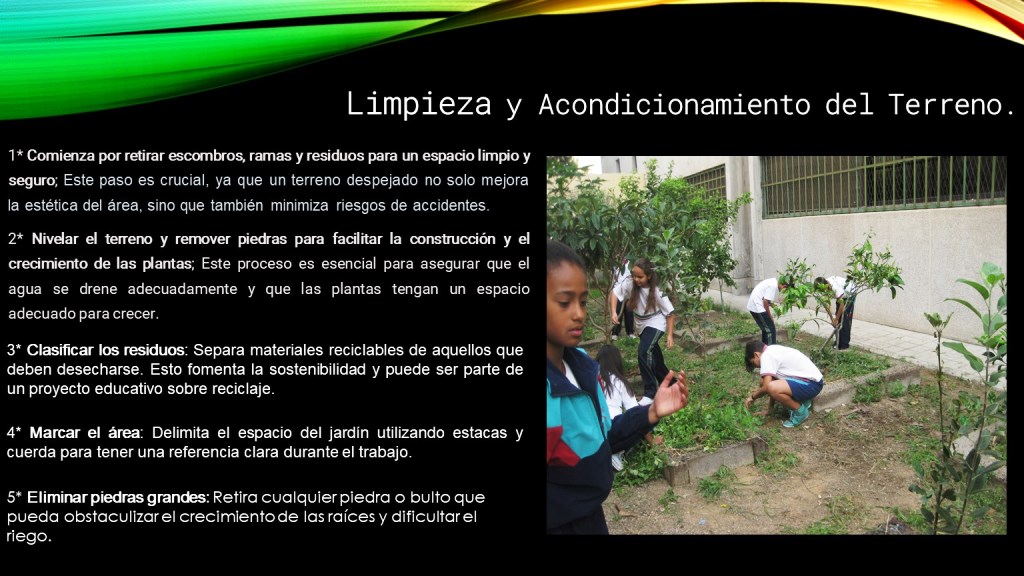 Limpieza y Acondicionamiento del Terreno.
1* Comienza por retirar escombros, ramas y residuos para un espacio limpio y
seguro; Este paso es crucial, ya que un terreno despejado no solo mejora
la estética del área, sino que también minimiza riesgos de accidentes.
2* Nivelar el terreno y remover piedras para facilitar la construcción y el
crecimiento de las plantas; Este proceso es esencial para asegurar que el
agua se drene adecuadamente y que las plantas tengan un espacio
adecuado para crecer.
3* Clasificar los residuos: Separa materiales reciclables de aquellos que
deben desecharse. Esto fomenta la sostenibilidad y puede ser parte de
un proyecto educativo sobre reciclaje.
4* Marcar el área: Delimita el espacio del jardín utilizando estacas y
cuerda para tener una referencia clara durante el trabajo.
5* Eliminar piedras grandes: Retira cualquier piedra o bulto que
pueda obstaculizar el crecimiento de las raíces y dificultar el
riego.